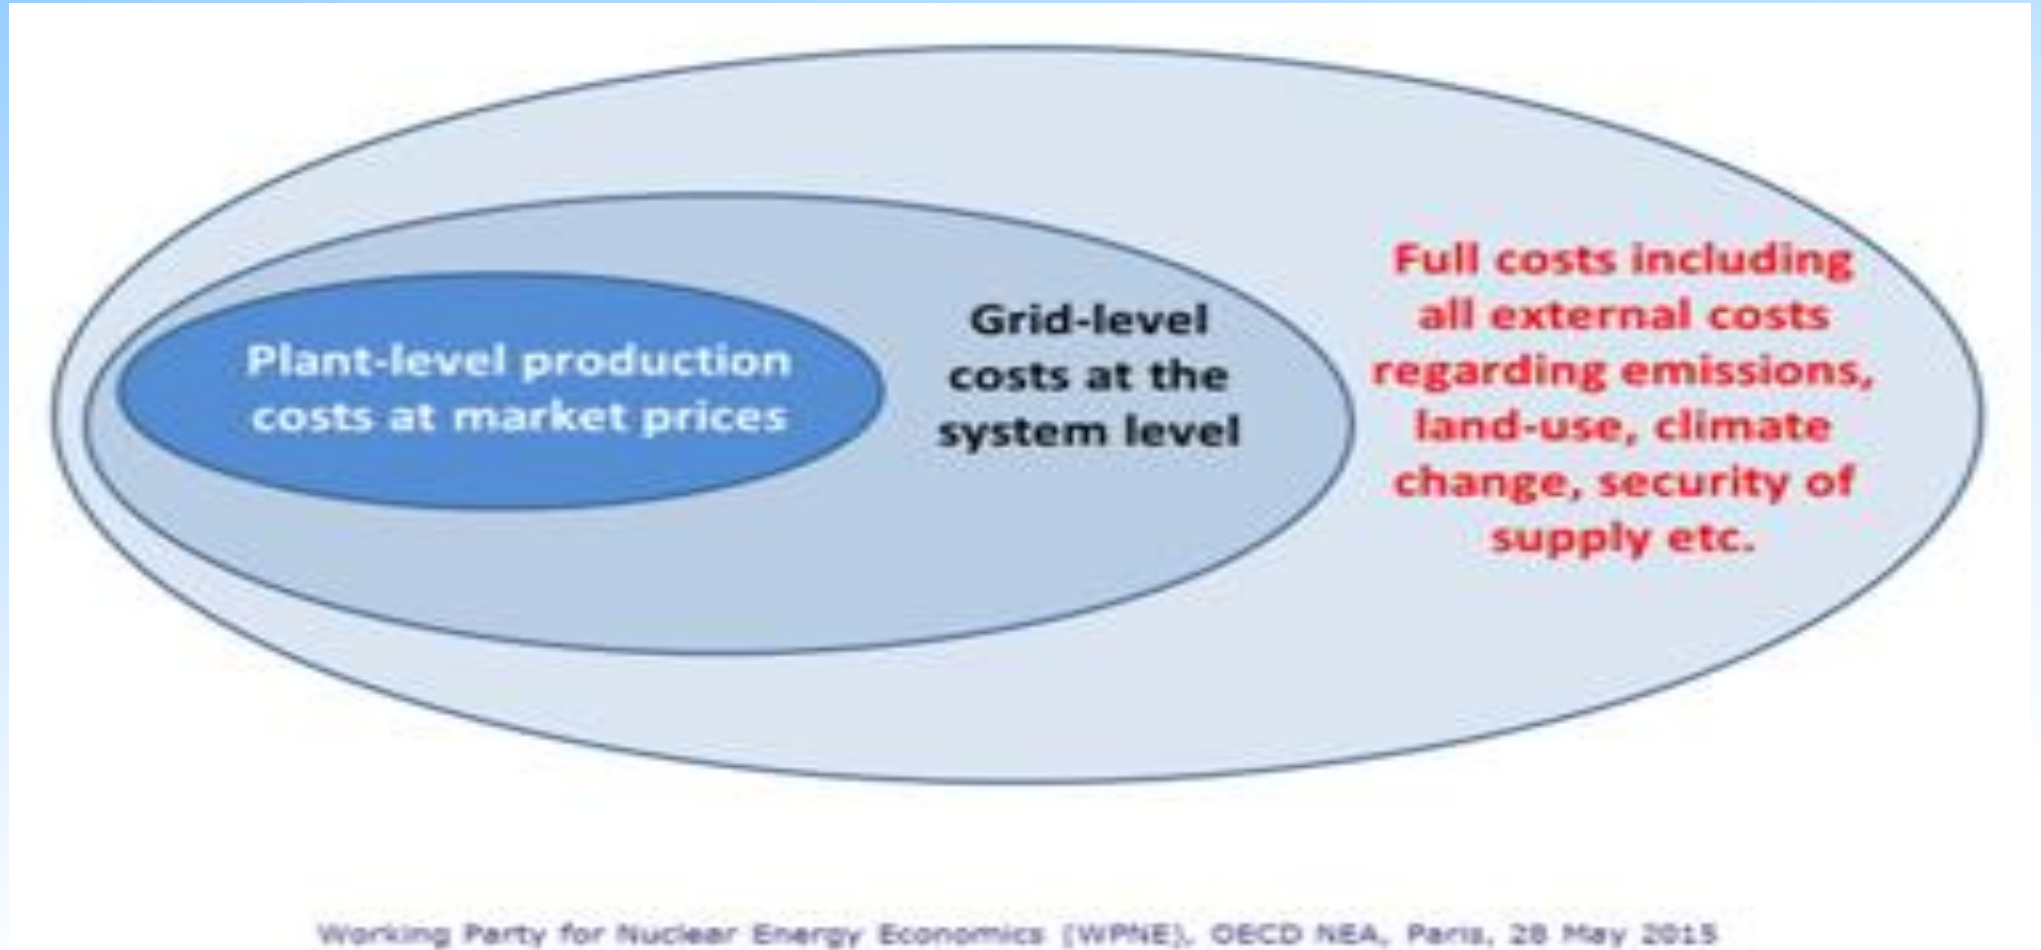 Plant-level production
costs at market prices
Grid-level
costs at the
system level
Full costs including
all external costs
regarding emissions,
land-use, climate
change, security of
supply etc.
Working Party for Nuclear Energy Economics (WPNE), OECD NEA, Paris, 28 May 2015